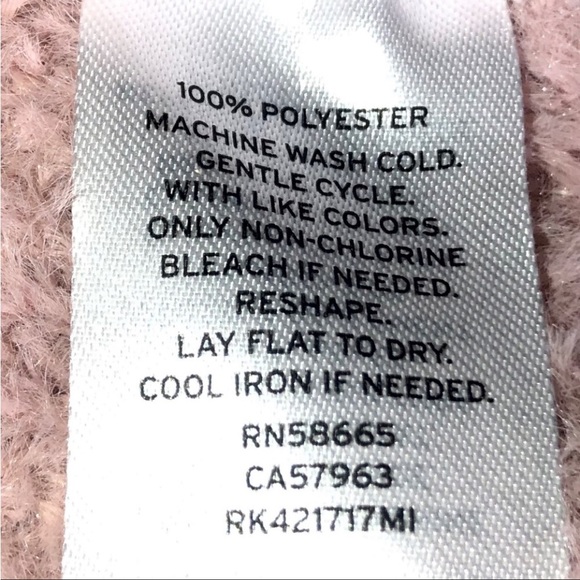 100% POLYESTER
MACHINE WASH COLD.
GENTLE CYCLE.
WITH LIKE COLORS.
ONLY NON-CHLORINE
BLEACH IF NEEDED.
RESHAPE.
LAY FLAT TO DRY.
COOL IRON IF NEEDED.
RN58665
CA57963
RK421717MI